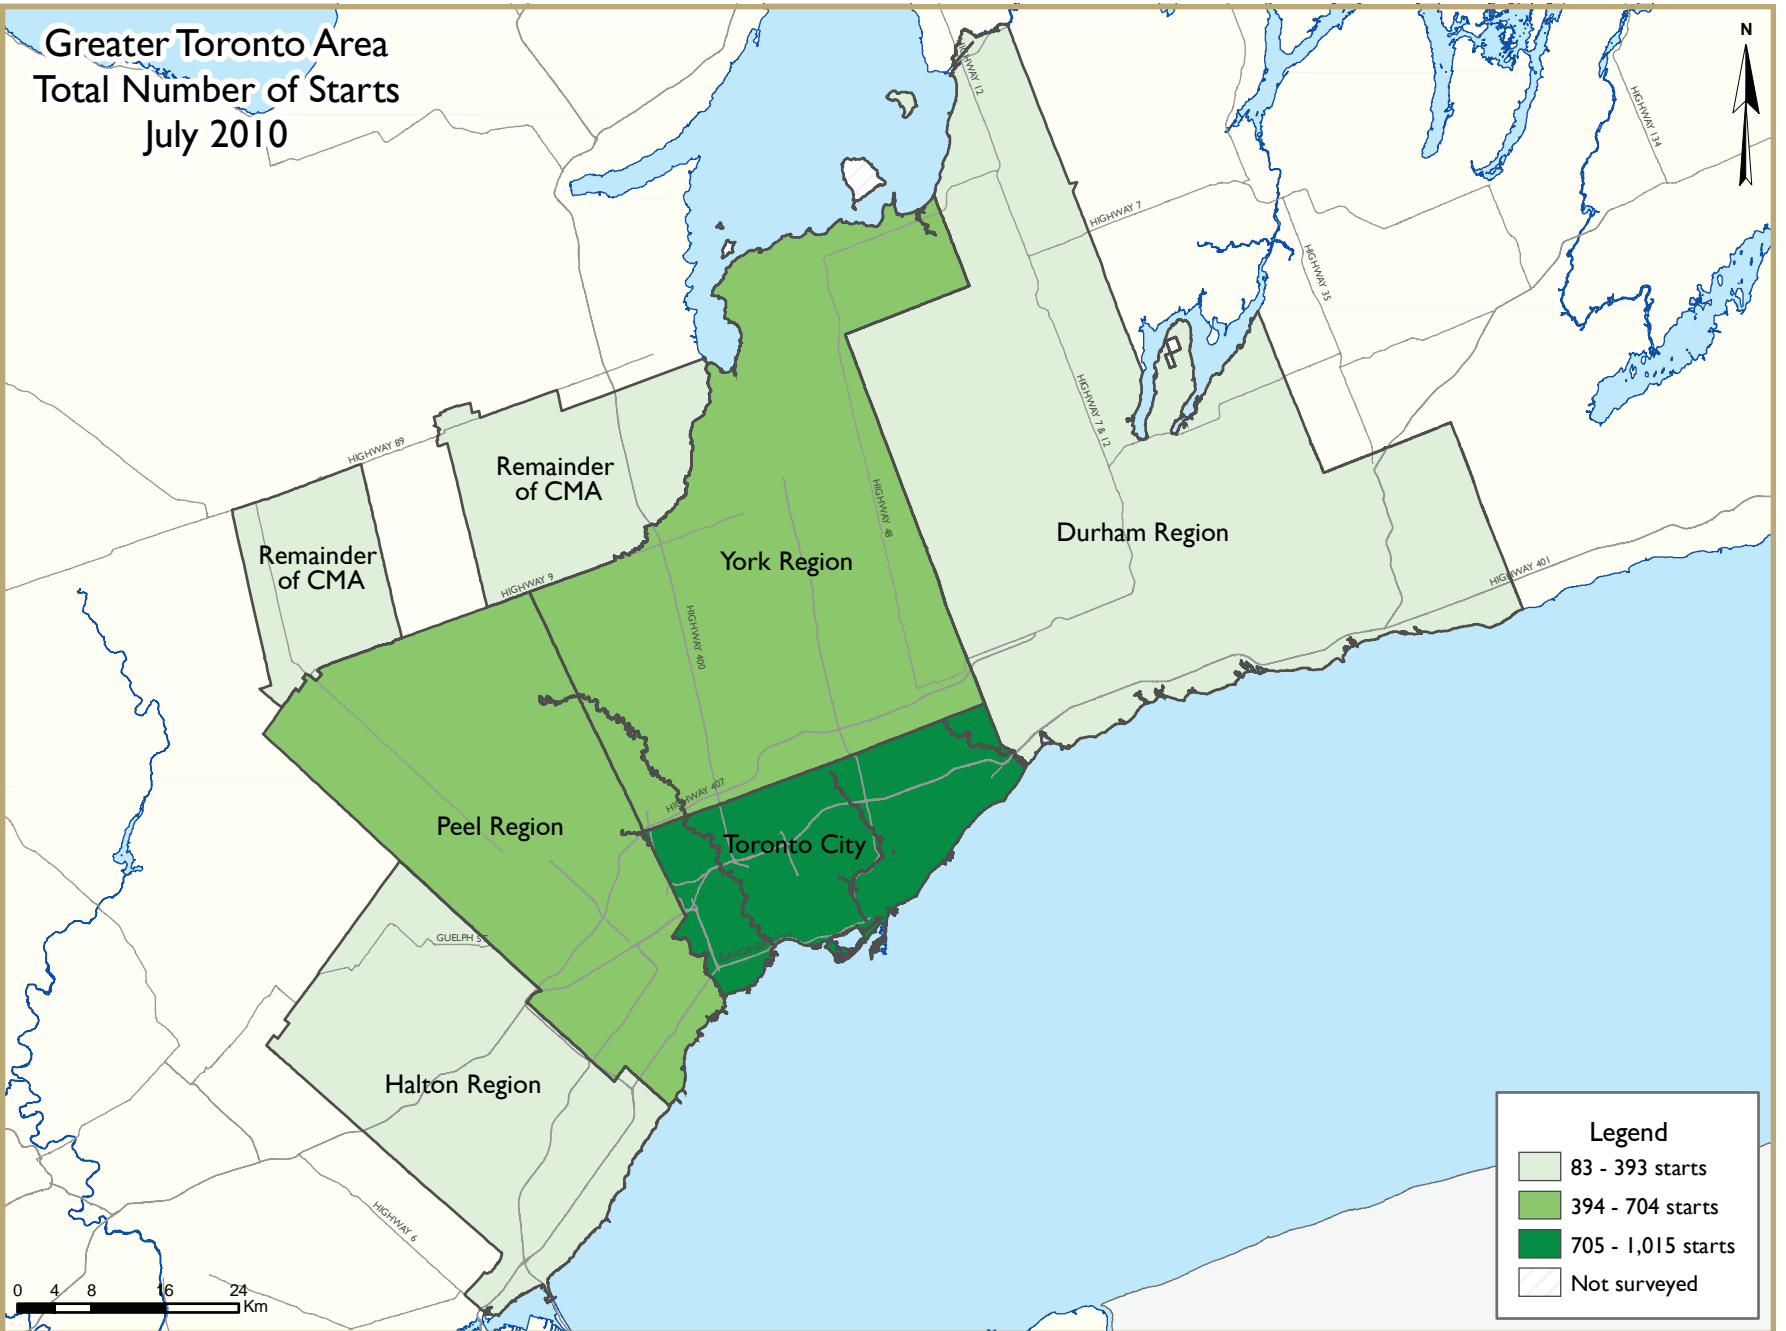 Greater Toronto Area
Total Number of Starts
July 2010
N
HIGHWAY 12
HIGHWAY 134
HIGHWAY 7
HIGHWAY 35
HIGHWAY 7 & 12
HIGHWAY 89
Remainder
of CMA
Remainder
of CMA
HIGHWAY 48
York Region
Durham Region
HIGHWAY 9
HIGHWAY 401
HIGHWAY 400
HIGHWAY 407
Peel Region
Toronto City
GUELPH ST
Halton Region
HIGHWAY 6
0 4 8 16 24
Km
Legend
83 - 393 starts
394 - 704 starts
705 - 1,015 starts
Not surveyed